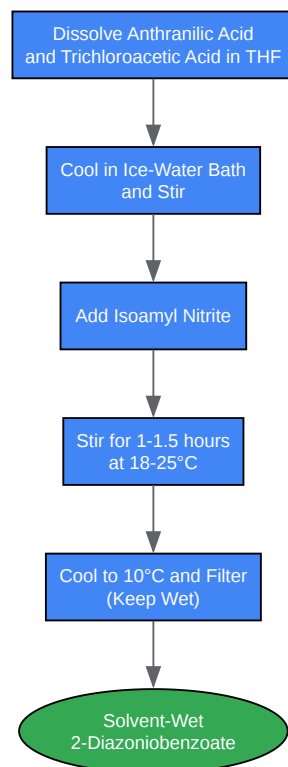 Dissolve Anthranilic Acid
and Trichloroacetic Acid in THF
Cool in Ice-Water Bath
and Stir
Add Isoamyl Nitrite
Stir for 1-1.5 hours
at 18-25°C
Cool to 10°C and Filter
(Keep Wet)
Solvent-Wet
2-Diazoniobenzoate